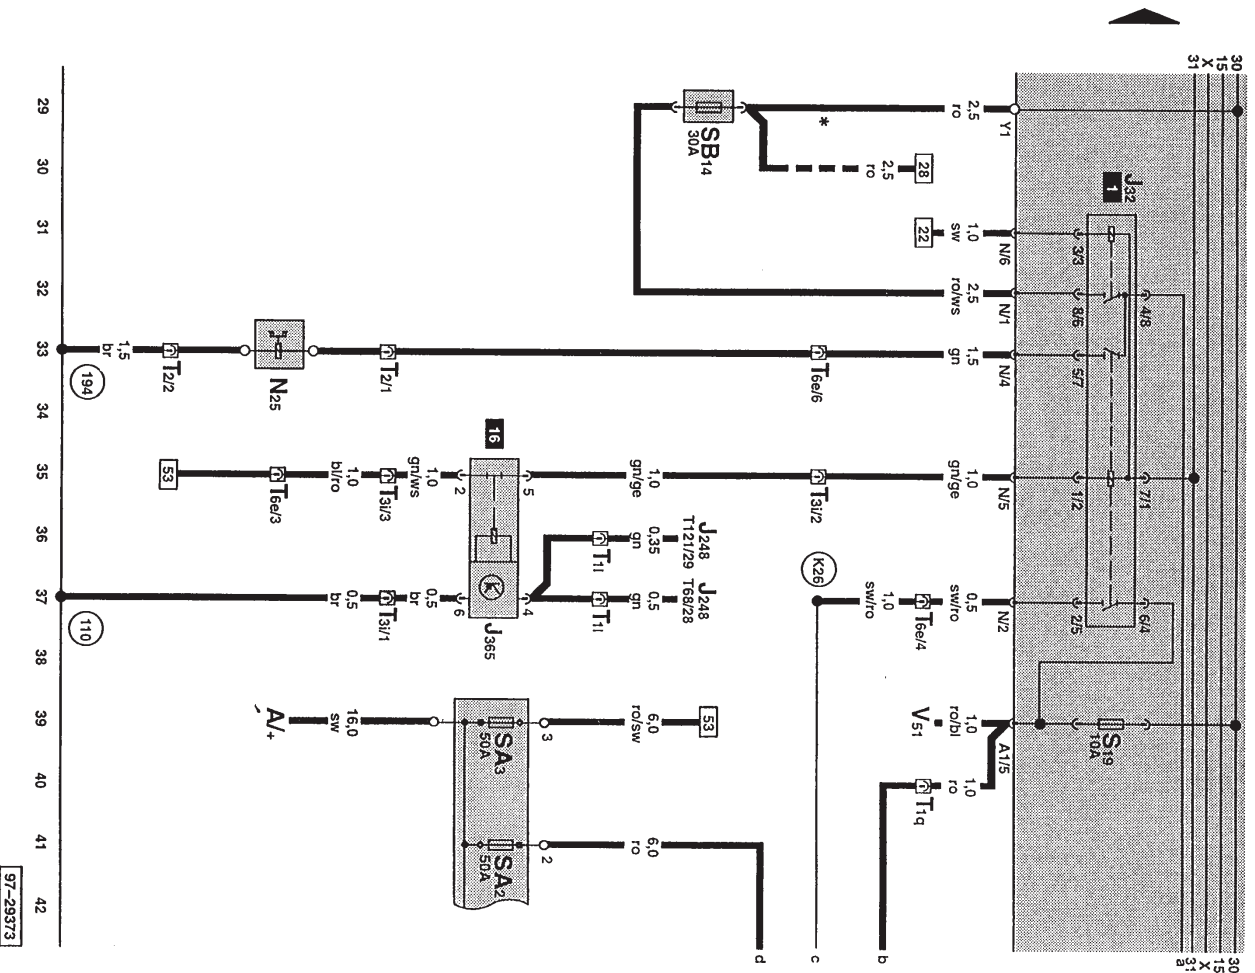 30
15
X
31
29
30
31
32
33
34
35
36
37
38
39
40
41
42
2,5
ro
Y1
*
SB14
30A
2,5
ro
28
J32
1
22
1,0
sw
N/6
3/3
2,5
ro/ws
N/1
8/6
4/8
1,5
br
T2/2
194
N25
T2/1
T6e/6
1,5
gn
N/4
5/7
16
53
T6e/3
1,0
bl/ro
T3i/3
1,0
gn/ws
2
5
1,0
gn/ge
T3i/2
1,0
gn/ge
N/5
1/2
7/1
J248
T121/29
0,35
gn
T1l
J248
T68/28
0,5
gn
T1l
K26
110
0,5
br
T3i/1
0,5
br
6
4
J365
1,0
sw/ro
T6e/4
0,5
sw/ro
N/2
2/5
6/4
A/+
16,0
sw
SA3
50A
3
6,0
ro/sw
53
V51
1,0
ro/bl
A1/5
S19
10A
1,0
ro
T1q
SA2
50A
2
6,0
ro
d
c
b
a
30
15
X
31
97–29373